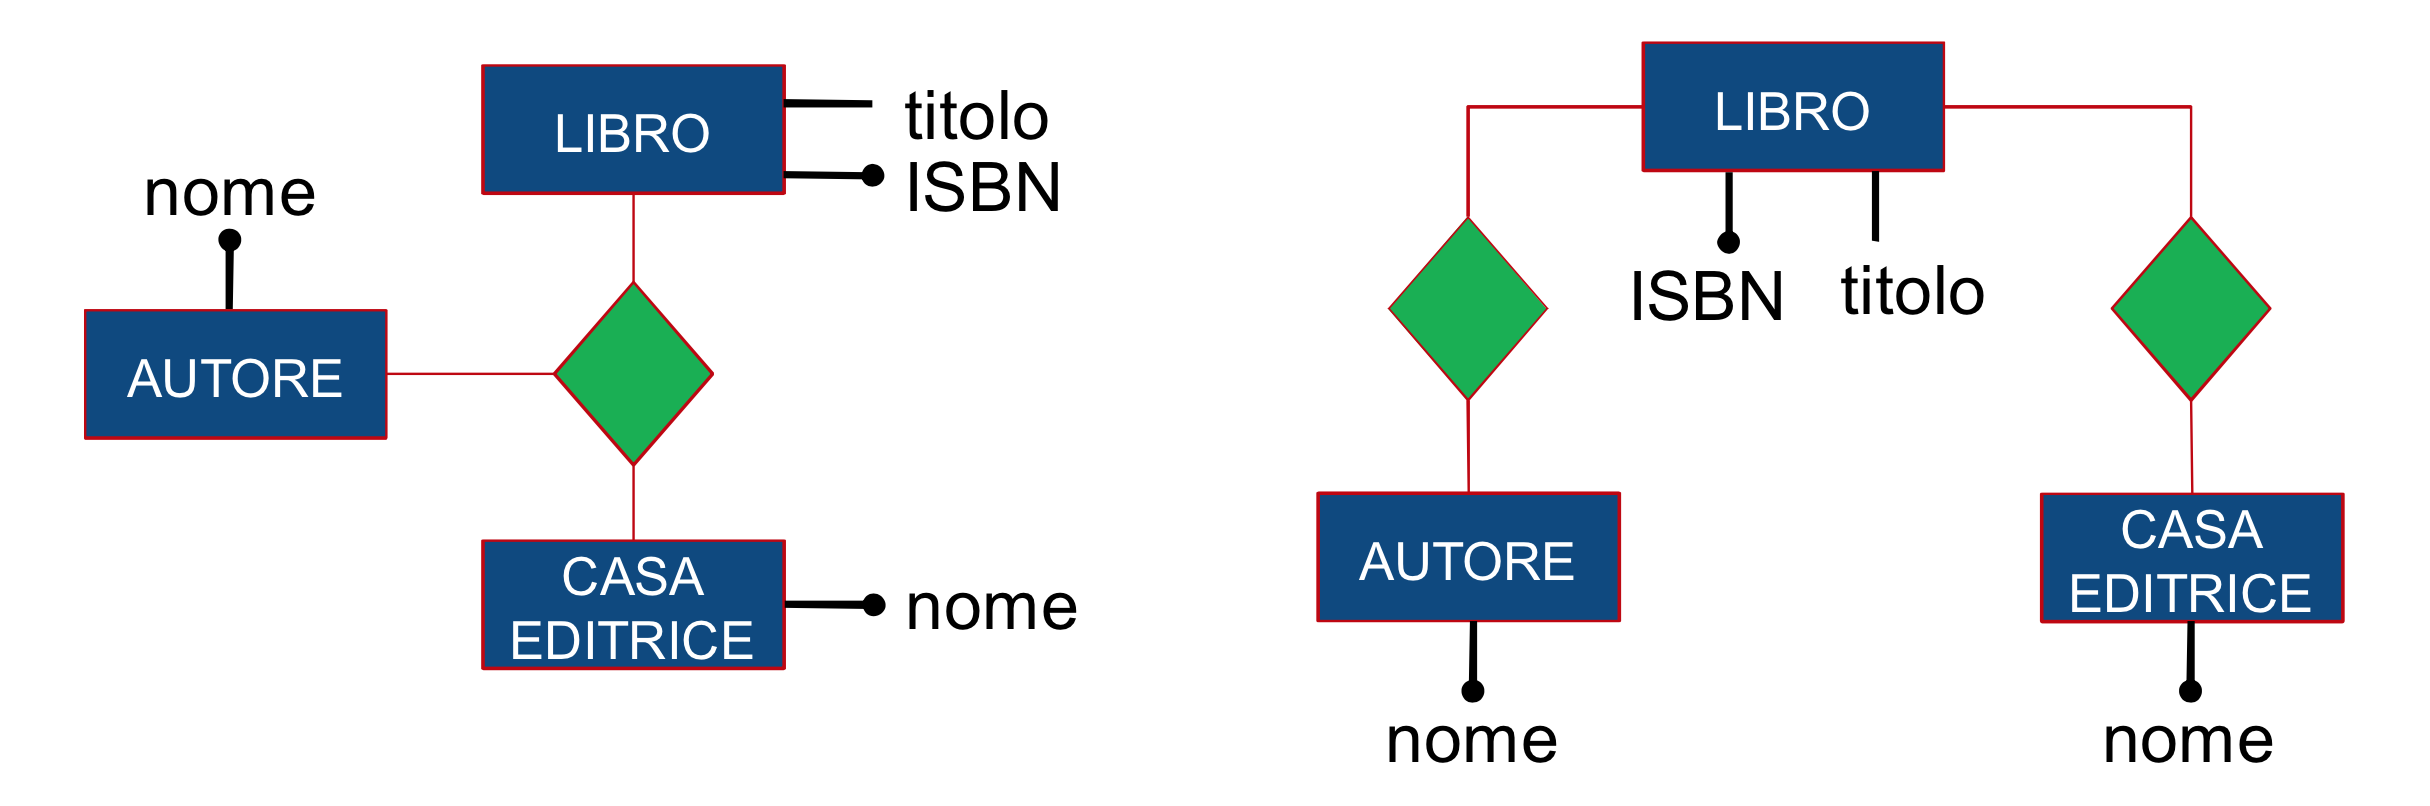 LIBRO
titolo
ISBN
nome
AUTORE
CASA
EDITRICE
nome
LIBRO
ISBN
titolo
AUTORE
nome
CASA
EDITRICE
nome